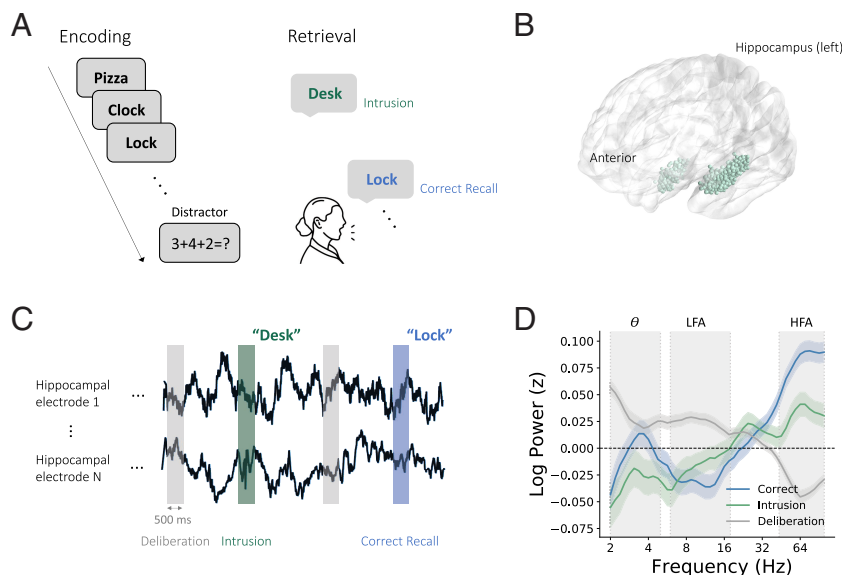 A
Encoding
Retrieval
Pizza
Clock
Lock
Distractor
3+4+2=?
Desk
Intrusion
Lock
Correct Recall
B
Hippocampus (left)
Anterior
C
“Desk”
“Lock”
Hippocampal
electrode 1
...
Hippocampal
electrode N
...
500 ms
Deliberation
Intrusion
Correct Recall
D
θ
LFA
HFA
Log Power (z)
0.100
0.075
0.050
0.025
0.000
−0.025
−0.050
−0.075
Correct
Intrusion
Deliberation
2
4
8
16
32
64
Frequency (Hz)